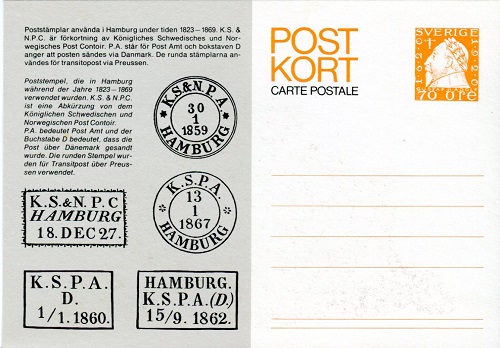 Poststämplar använda i Hamburg under tiden 1823–1869. K.S. &
N.P.C. är förkortning av Königliches Schwedisches und Nor-
wegisches Post Contoir. P.A. står för Post Amt och bokstaven D
anger att posten sändes via Danmark. De runda stämplarna an-
vändes för transitopost via Preussen.
Poststempel, die in Hamburg
während der Jahre 1823–1869
verwendet wurden. K.S. & N.P.C.
ist eine Abkürzung von dem
Königlichen Schwedischen und
Norwegischen Post Contoir.
P.A. bedeutet Post Amt und der
Buchstabe D bedeutet, dass die
Post über Dänemark gesandt
wurde. Die runden Stempel wur-
den für Transitpost über Preus-
sen verwendet.
K.S.&N.P.A.
30
1
1859
HAMBURG
K.S.&N.P.C
HAMBURG
18.DEC 27.
K.S.P.A.
13
1
1867
HAMBURG
K.S.P.A.
D.
1/1.1860.
HAMBURG.
K.S.P.A.(D.)
15/9. 1862.
POST
KORT
CARTE POSTALE
SVERIGE
70 ÖRE